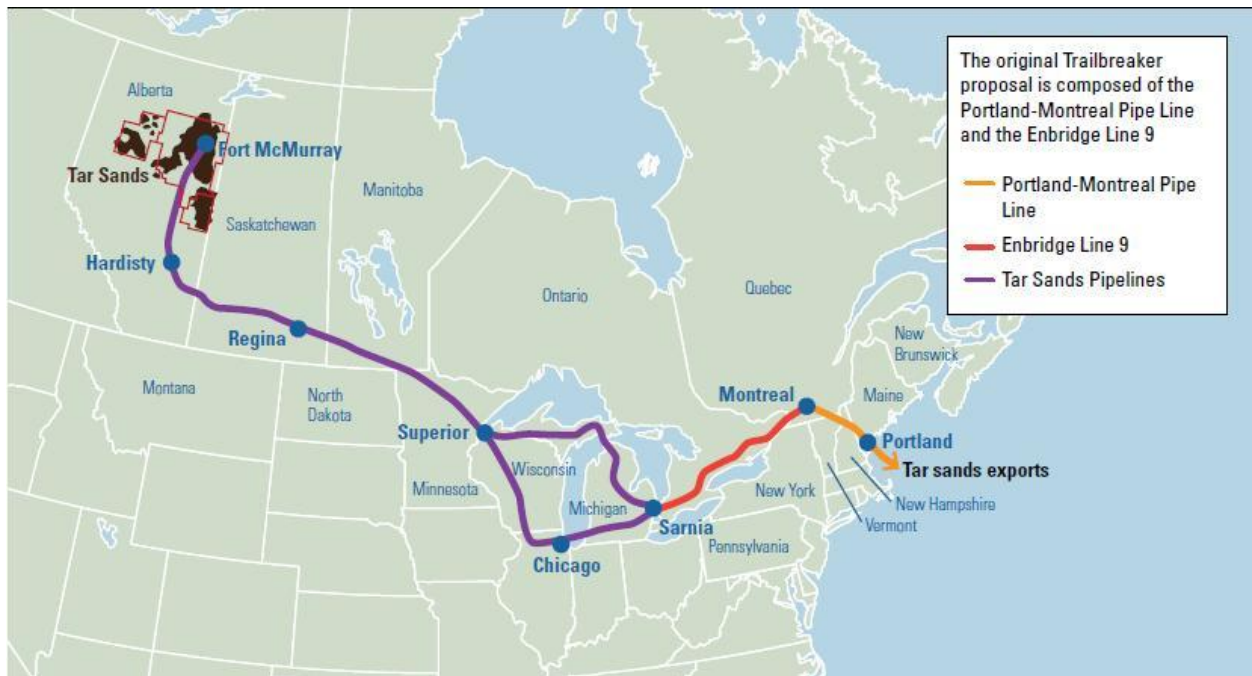 The original Trailbreaker
proposal is composed of the
Portland-Montreal Pipe Line
and the Enbridge Line 9
Portland-Montreal Pipe
Line
Enbridge Line 9
Tar Sands Pipelines
Alberta
Fort McMurray
Tar Sands
Manitoba
Saskatchewan
Hardisty
Ontario
Quebec
Regina
New
Brunswick
Montana
North
Dakota
Montreal
Maine
Superior
Portland
Wisconsin
Tar sands exports
Minnesota
Michigan
New York
New Hampshire
Sarnia
Vermont
Pennsylvania
Chicago